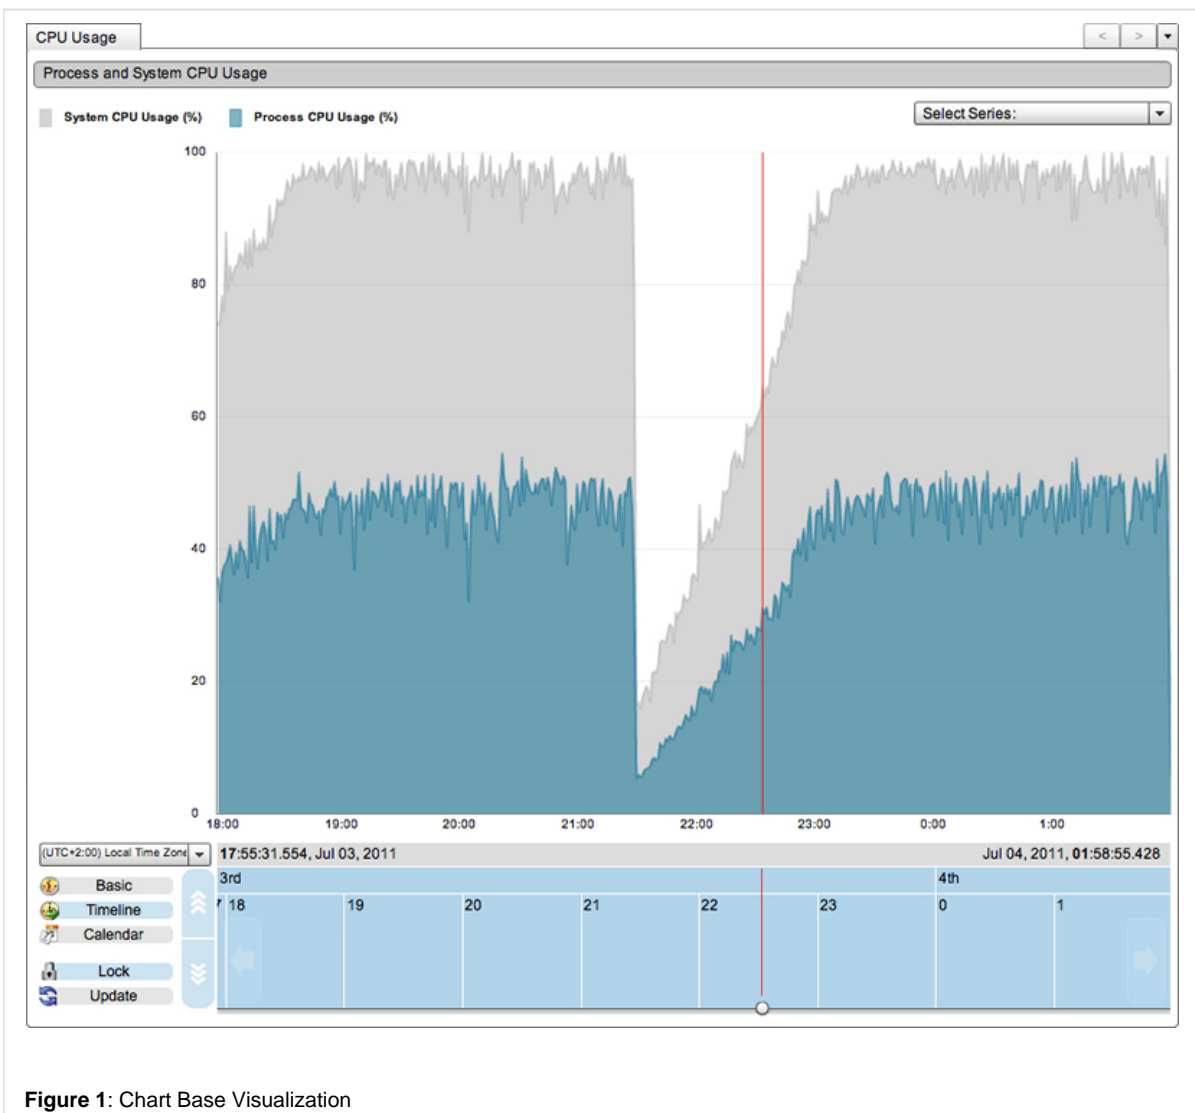 CPU Usage
< >
Process and System CPU Usage
System CPU Usage (%) Process CPU Usage (%)
Select Series:
100
80
60
40
20
0
18:00 19:00 20:00 21:00 22:00 23:00 0:00 1:00
(UTC+2:00) Local Time Zone
17:55:31.554, Jul 03, 2011 Jul 04, 2011, 01:58:55.428
3rd 4th
7 18 19 20 21 22 23 0 1
Basic
Timeline
Calendar
Lock
Update
Figure 1: Chart Base Visualization